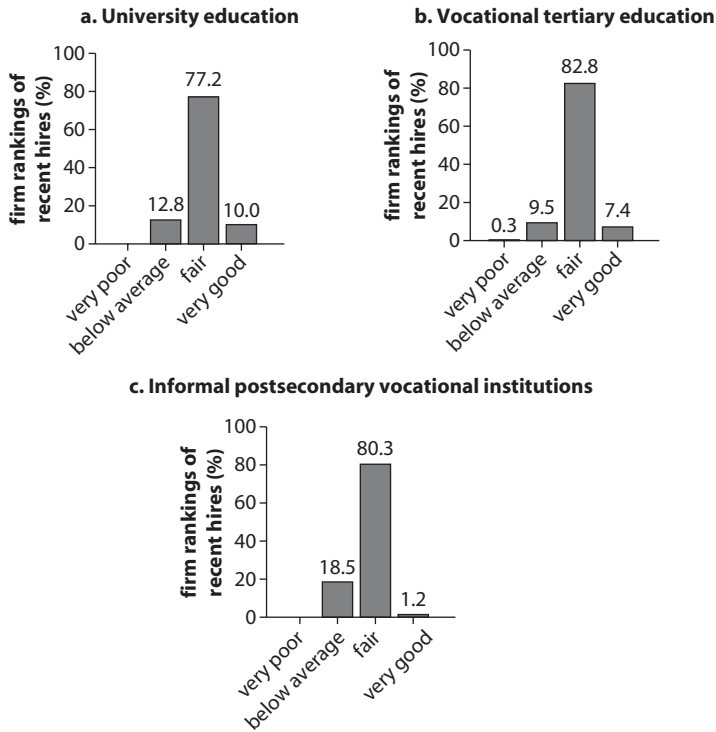 a. University education
firm rankings of
recent hires (%)
100
80
60
40
20
0
12.8
77.2
10.0
very poor
below average
fair
very good
b. Vocational tertiary education
firm rankings of
recent hires (%)
100
80
60
40
20
0
0.3
9.5
82.8
7.4
very poor
below average
fair
very good
c. Informal postsecondary vocational institutions
firm rankings of
recent hires (%)
100
80
60
40
20
0
18.5
80.3
1.2
very poor
below average
fair
very good